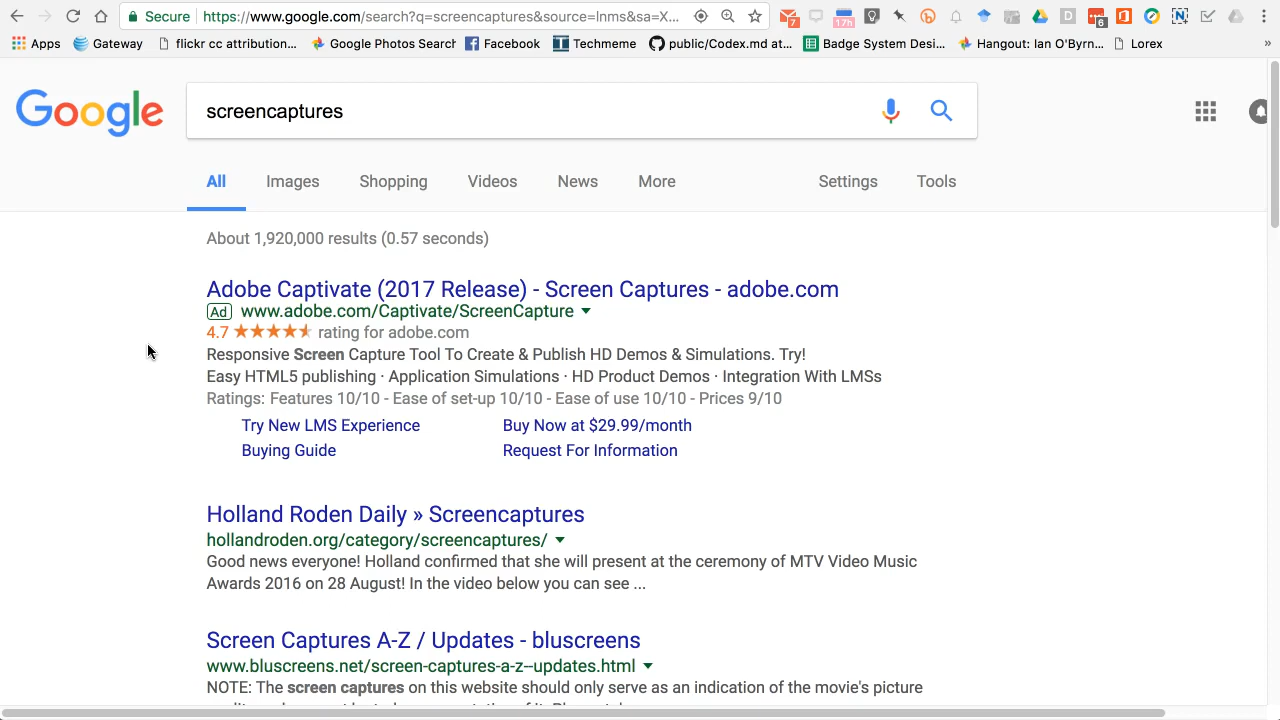 Secure https://www.google.com/search?q=screencaptures&source=lnms&sa=X...
7 17h D 6 N
Apps Gateway flickr cc attribution... Google Photos Search Facebook Techmeme public/Codex.md at... Badge System Desi... Hangout: Ian O'Byrn... Lorex »
Google screencaptures
All Images Shopping Videos News More Settings Tools
About 1,920,000 results (0.57 seconds)
Adobe Captivate (2017 Release) - Screen Captures - adobe.com
Ad www.adobe.com/Captivate/ScreenCapture
4.7 rating for adobe.com
Responsive Screen Capture Tool To Create & Publish HD Demos & Simulations. Try!
Easy HTML5 publishing · Application Simulations · HD Product Demos · Integration With LMSs
Ratings: Features 10/10 - Ease of set-up 10/10 - Ease of use 10/10 - Prices 9/10
Try New LMS Experience Buy Now at $29.99/month
Buying Guide Request For Information
Holland Roden Daily » Screencaptures
hollandroden.org/category/screencaptures/
Good news everyone! Holland confirmed that she will present at the ceremony of MTV Video Music
Awards 2016 on 28 August! In the video below you can see ...
Screen Captures A-Z / Updates - bluscreens
www.bluscreens.net/screen-captures-a-z--updates.html
NOTE: The screen captures on this website should only serve as an indication of the movie's picture